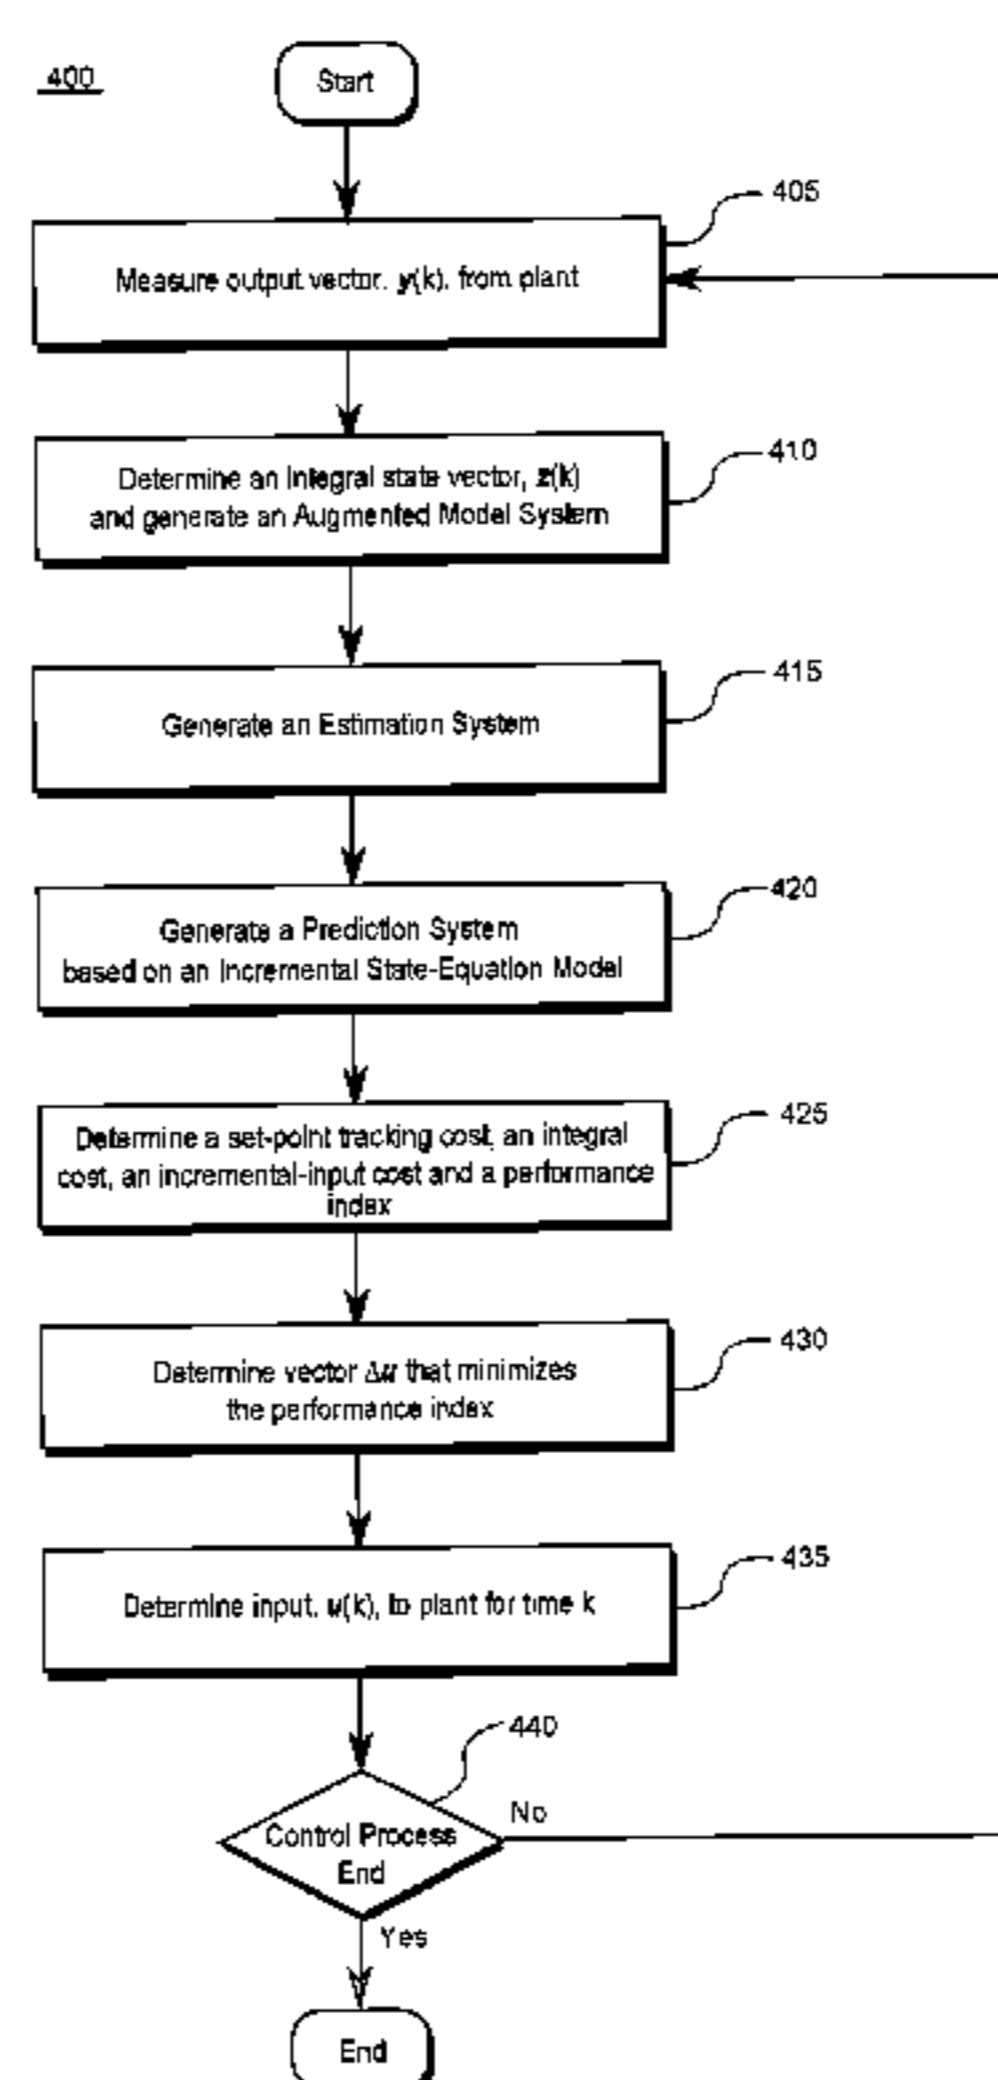 400
Start
405
Measure output vector, y(k), from plant
410
Determine an Integral state vector, z(k)
and generate an Augmented Model System
415
Generate an Estimation System
420
Generate a Prediction System
based on an Incremental State-Equation Model
425
Determine a set-point tracking cost, an integral
cost, an incremental-input cost and a performance
index
430
Determine vector Δu that minimizes
the performance index
435
Determine input, u(k), to plant for time k
440
Control Process
End
No
Yes
End